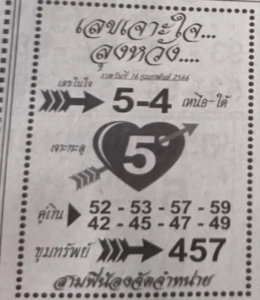 เลขเจาะใจ...
ลุงหวัง....
งวดวันที่ 16 กุมภาพันธ์ 2566
เลขในใจ 5-4 เหนือ-ใต้
เจาะทะลุ 5
คู่เงิน 52 - 53 - 57 - 59
42 - 45 - 47 - 49
ขุมทรัพย์ 457
สามพี่น้องจัดจำหน่าย